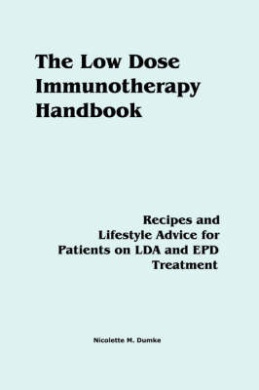 The Low Dose
Immunotherapy
Handbook
Recipes and
Lifestyle Advice for
Patients on LDA and EPD
Treatment
Nicolette M. Dumke